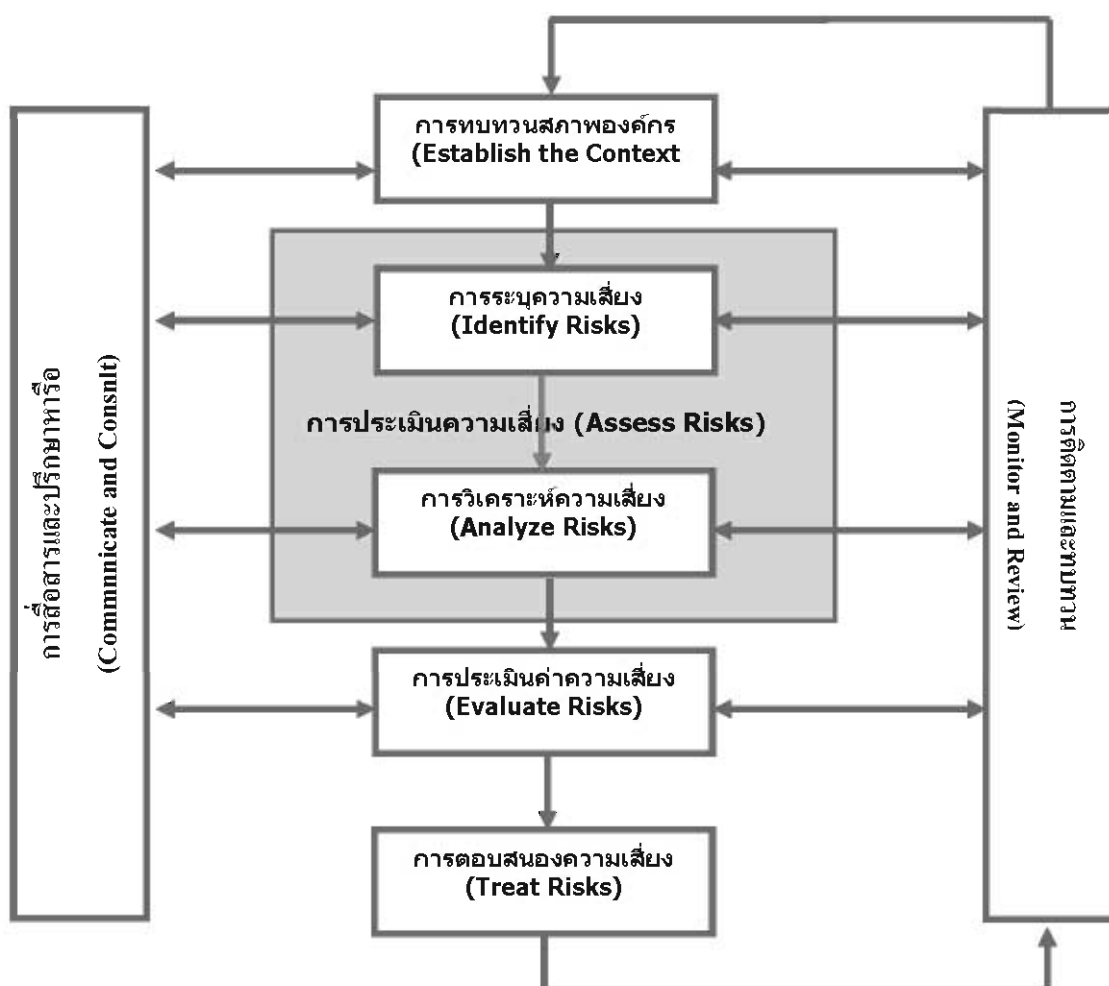 การทบทวนสภาพองค์กร
(Establish the Context
การระบุความเสี่ยง
(Identify Risks)
การประเมินความเสี่ยง (Assess Risks)
การวิเคราะห์ความเสี่ยง
(Analyze Risks)
การประเมินค่าความเสี่ยง
(Evaluate Risks)
การตอบสนองความเสี่ยง
(Treat Risks)
การสื่อสารและปรึกษาหารือ
(Commnnicate and Consnlt)
การติดตามและทบทวน
(Monitor and Review)